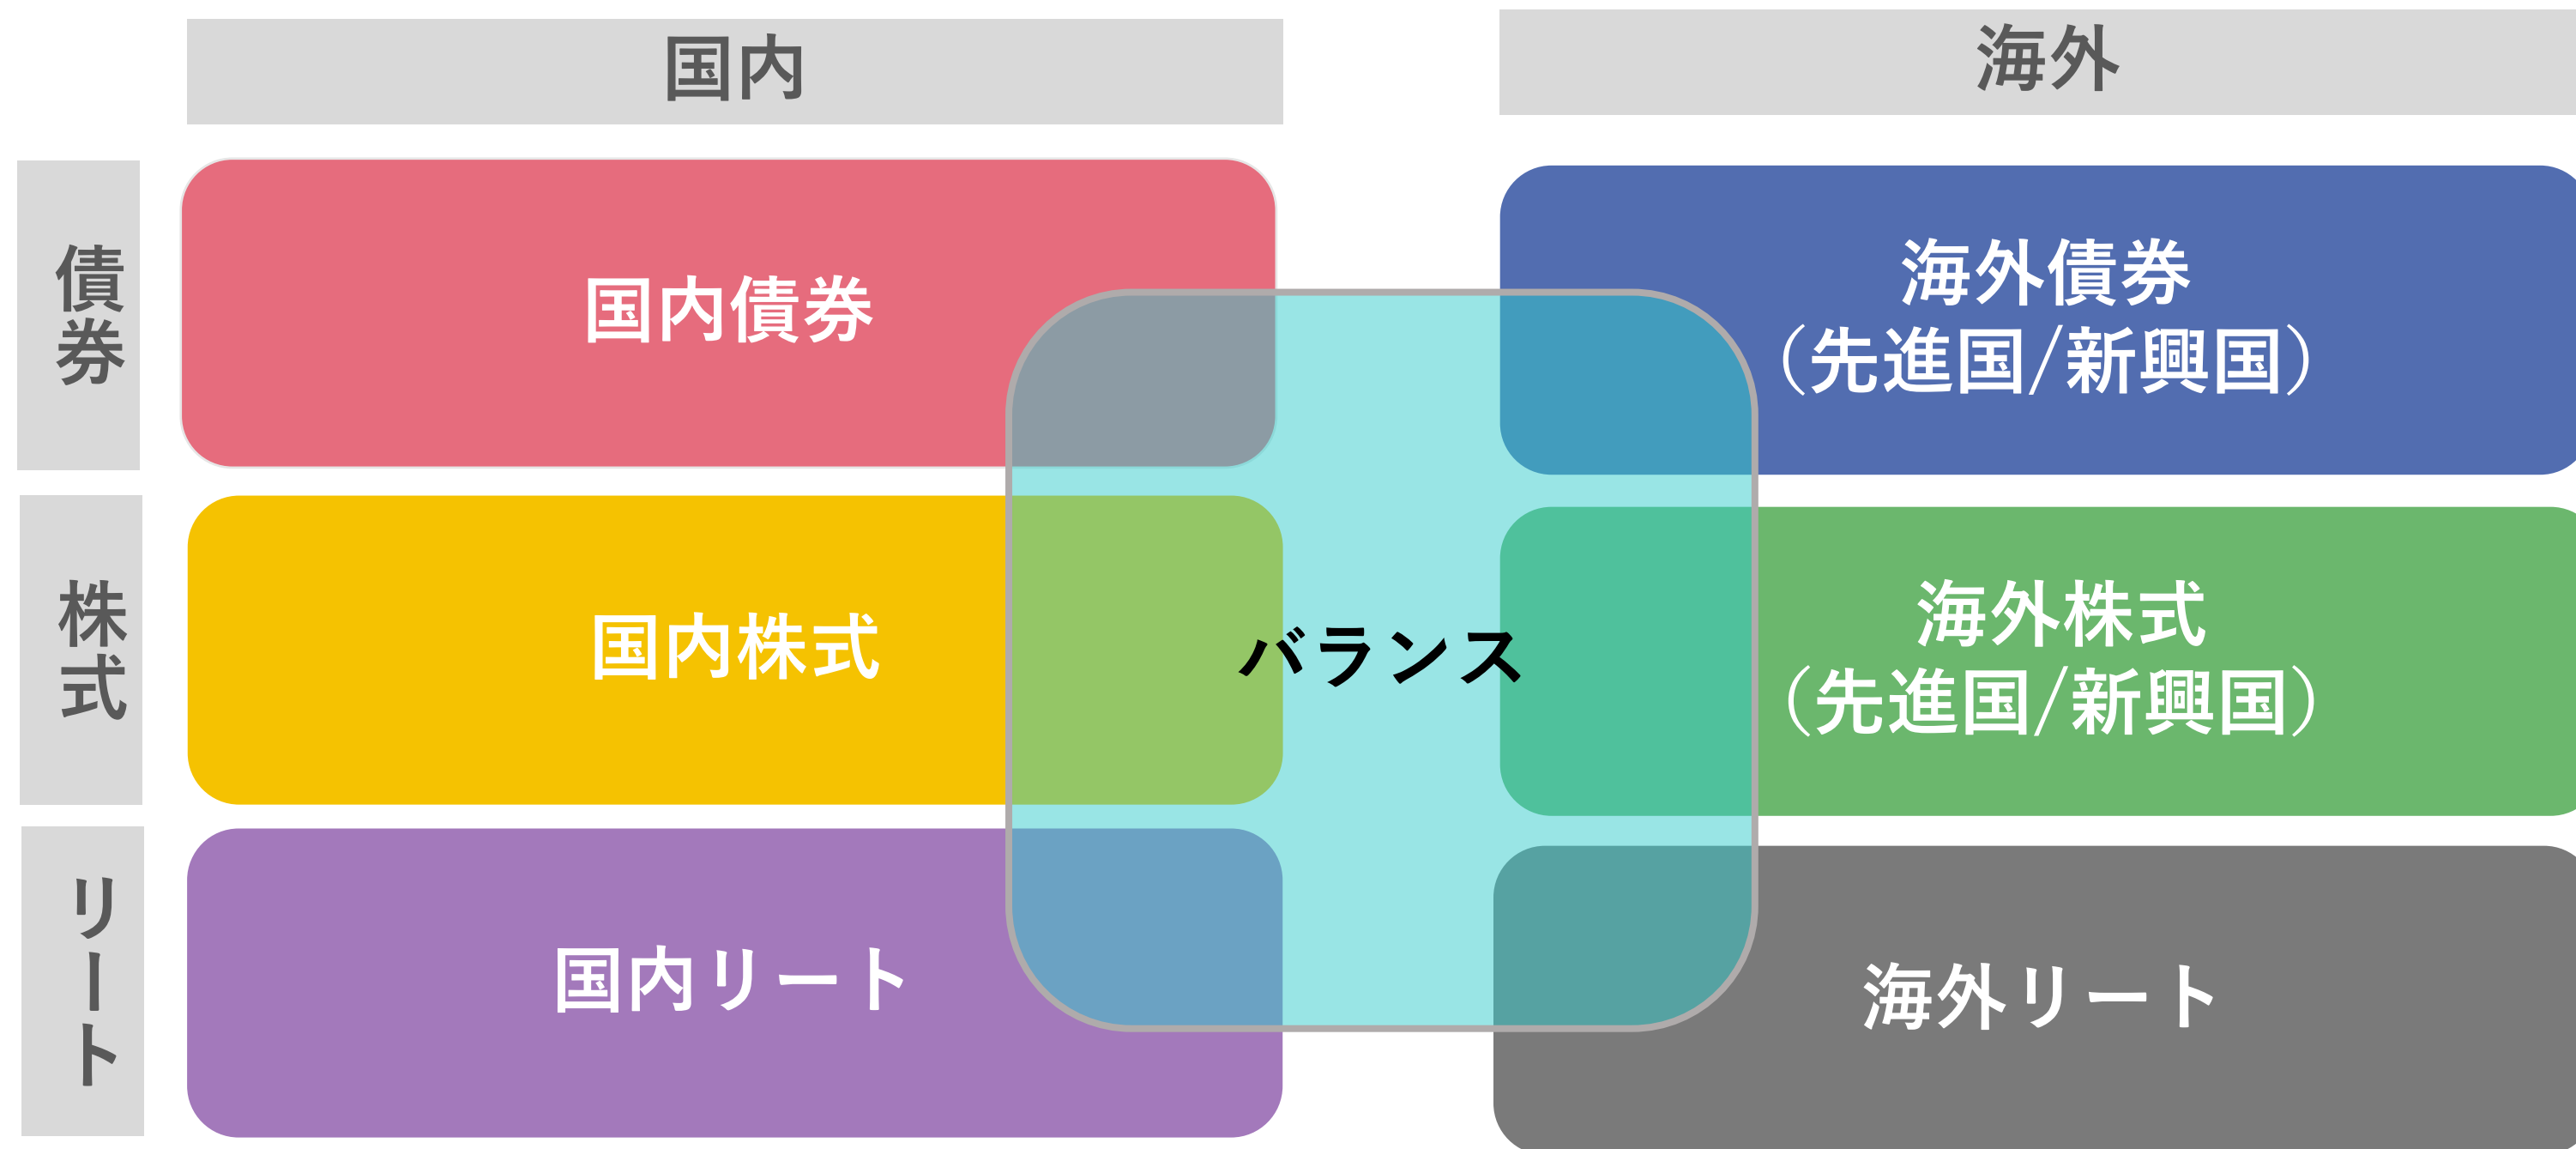 国内
海外
債券
国内債券
海外債券
（先進国/新興国）
株式
国内株式
バランス
海外株式
（先進国/新興国）
リート
国内リート
海外リート